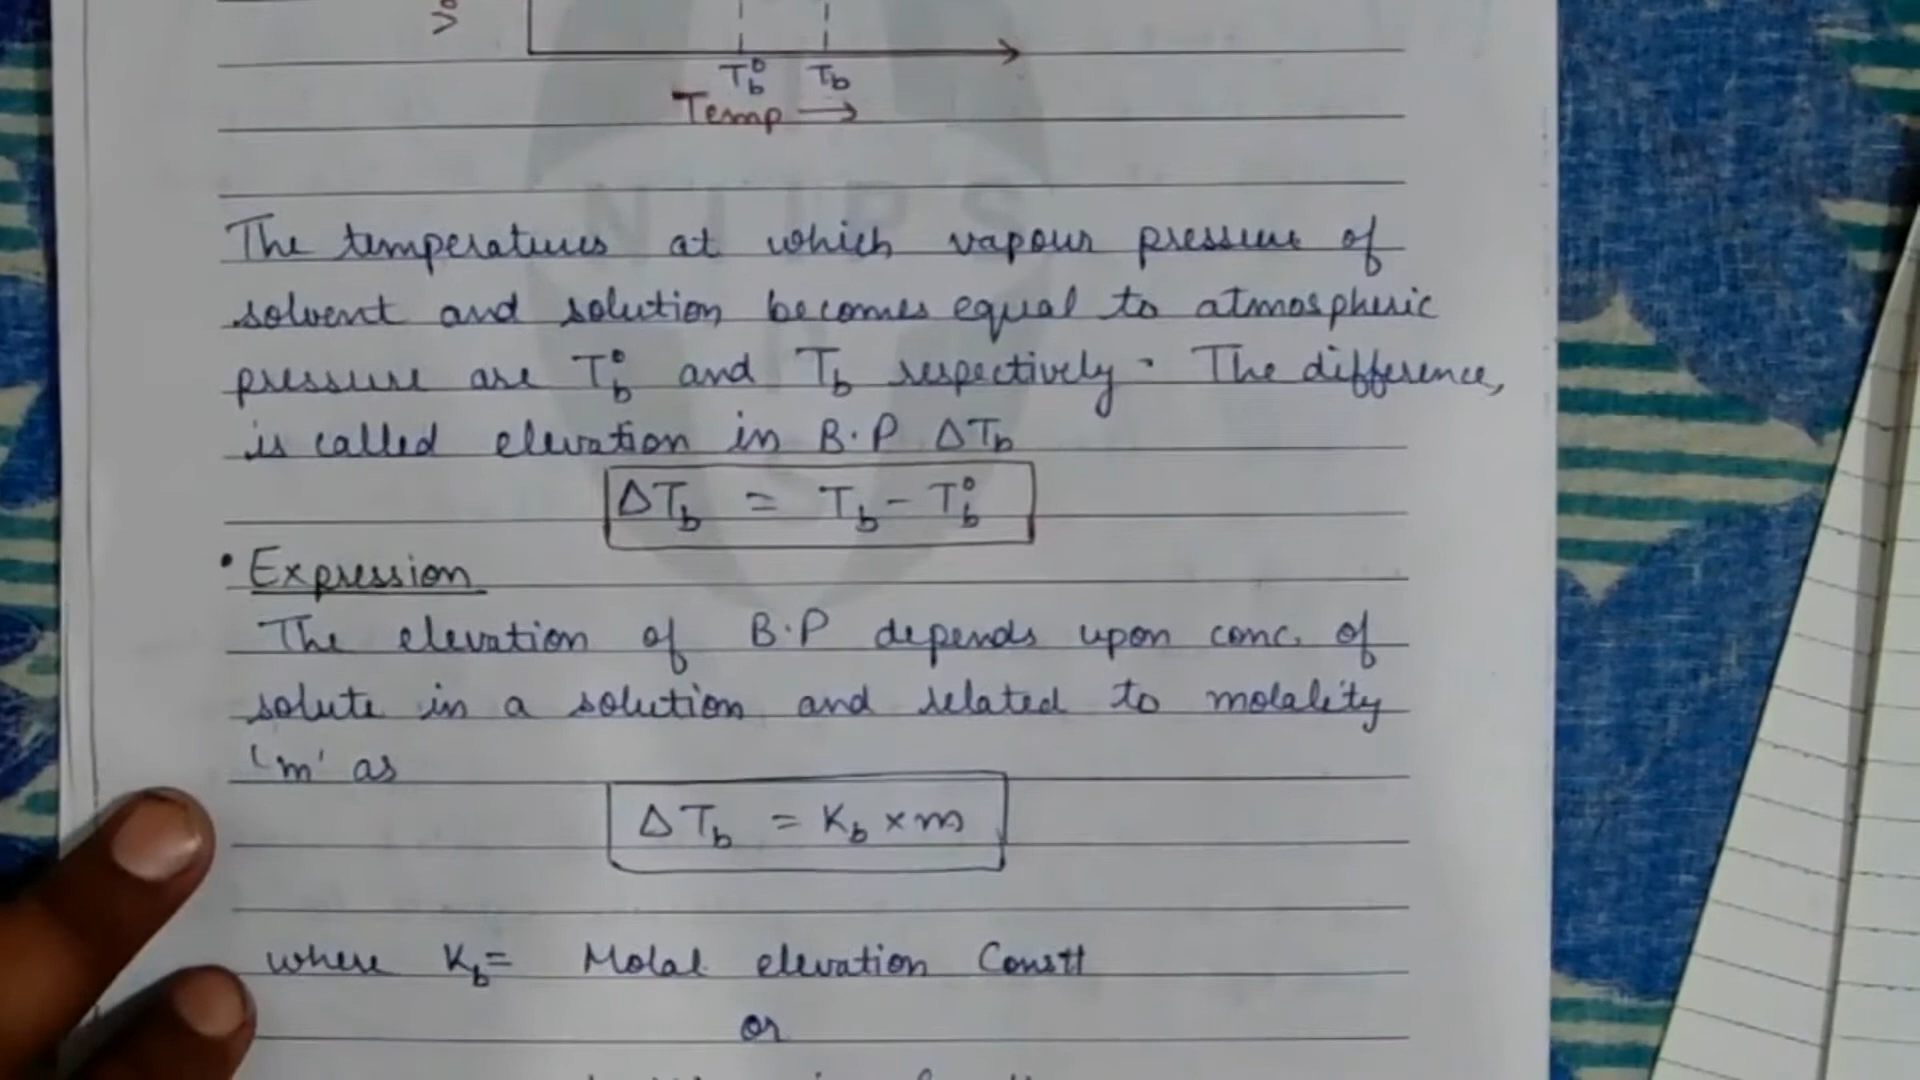 T°b Tb
Temp →
NIIPS
The temperatures at which vapour pressure of
solvent and solution becomes equal to atmospheric
pressure are T°b and Tb respectively. The difference,
is called elevation in B.P ΔTb
ΔTb = Tb - T°b
• Expression
The elevation of B.P depends upon conc. of
solute in a solution and related to molality
'm' as
ΔTb = Kb × m
where Kb = Molal elevation Constt
or